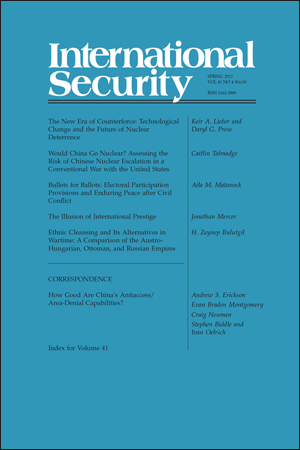 International
Security
SPRING 2017
VOL 41 NO 4 $16.00
ISSN 0162-2889
The New Era of Counterforce: Technological
Change and the Future of Nuclear
Deterrence
Keir A. Lieber and
Daryl G. Press
Would China Go Nuclear? Assessing the
Risk of Chinese Nuclear Escalation in a
Conventional War with the United States
Caitlin Talmadge
Bullets for Ballots: Electoral Participation
Provisions and Enduring Peace after Civil
Conflict
Aila M. Matanock
The Illusion of International Prestige
Jonathan Mercer
Ethnic Cleansing and Its Alternatives in
Wartime: A Comparison of the Austro-
Hungarian, Ottoman, and Russian Empires
H. Zeynep Bulutgil
CORRESPONDENCE
How Good Are China's Antiaccess/
Area-Denial Capabilities?
Andrew S. Erickson
Evan Braden Montgomery
Craig Neuman
Stephen Biddle and
Ivan Oelrich
Index for Volume 41